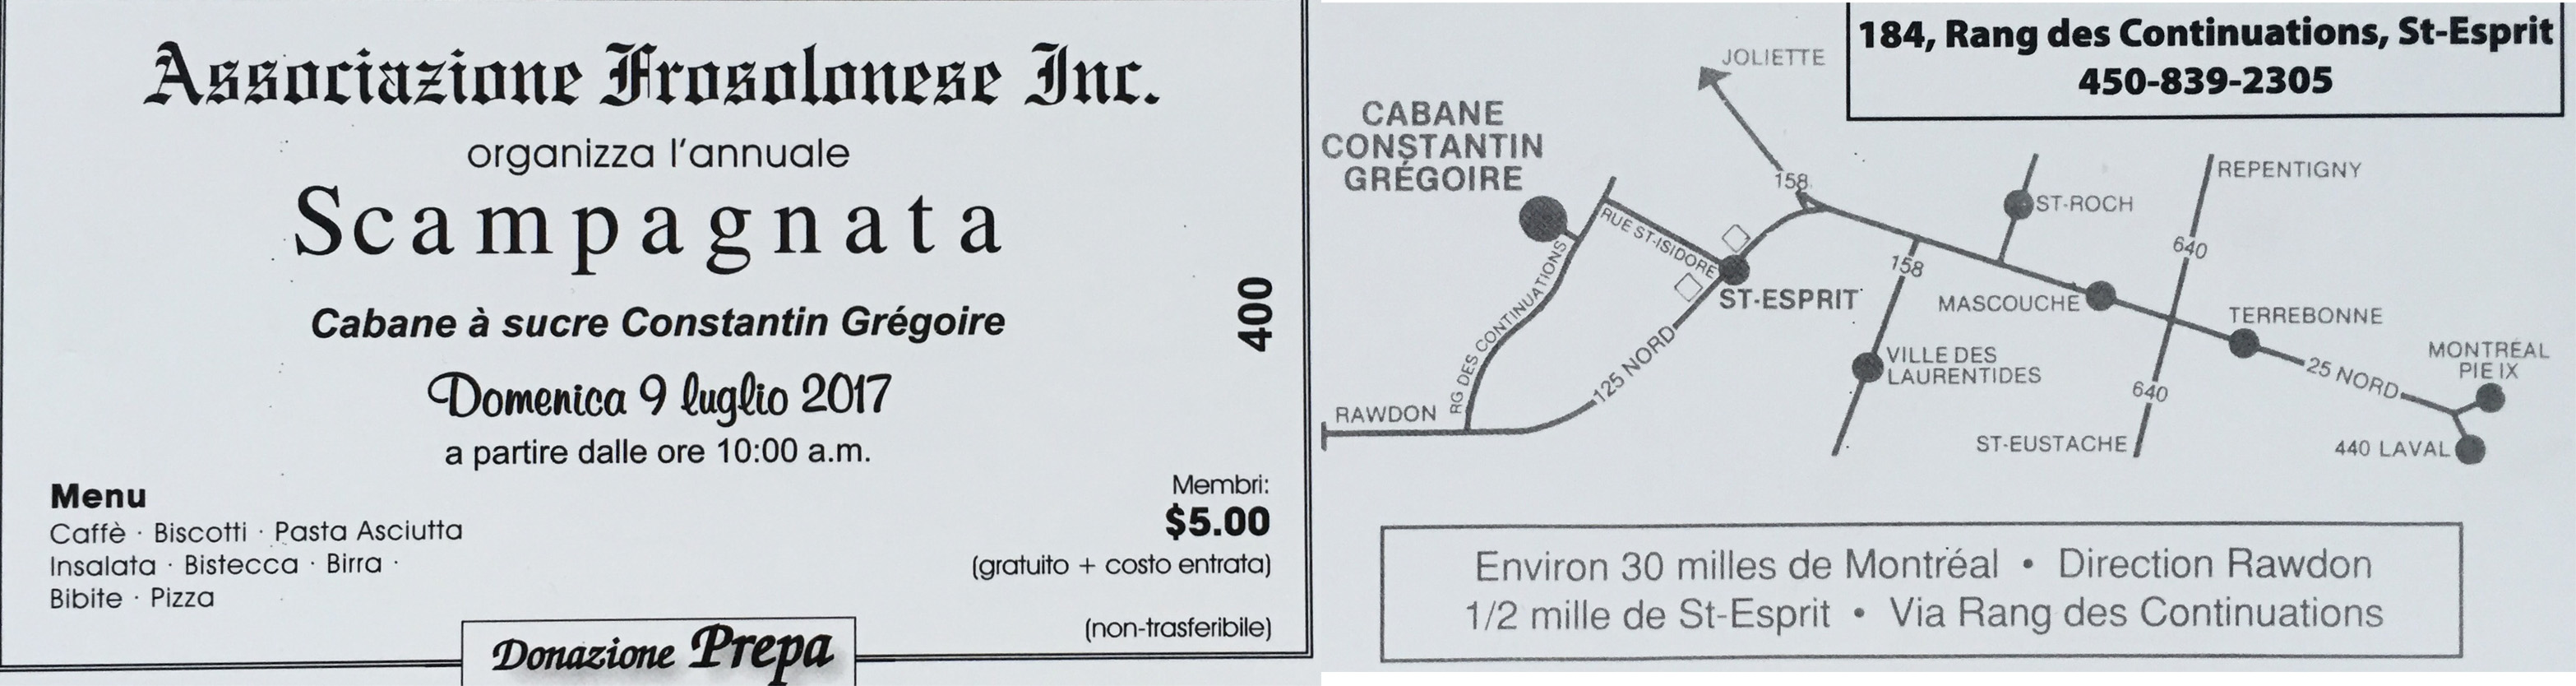 Associazione Frosolonese Inc.
organizza l'annuale
Scampagnata
Cabane à sucre Constantin Grégoire
Domenica 9 luglio 2017
a partire dalle ore 10:00 a.m.
400
Menu
Caffè · Biscotti · Pasta Asciutta
Insalata · Bistecca · Birra ·
Bibite · Pizza
Membri:
$5.00
(gratuito + costo entrata)
(non-trasferibile)
Donazione Prepa
184, Rang des Continuations, St-Esprit
450-839-2305
JOLIETTE
CABANE
CONSTANTIN
GRÉGOIRE
158
RUE ST-ISIDORE
RG DES CONTINUATIONS
ST-ESPRIT
125 NORD
RAWDON
158
VILLE DES
LAURENTIDES
ST-ROCH
MASCOUCHE
REPENTIGNY
640
640
ST-EUSTACHE
TERREBONNE
25 NORD
MONTRÉAL
PIE IX
440 LAVAL
Environ 30 milles de Montréal • Direction Rawdon
1/2 mille de St-Esprit • Via Rang des Continuations